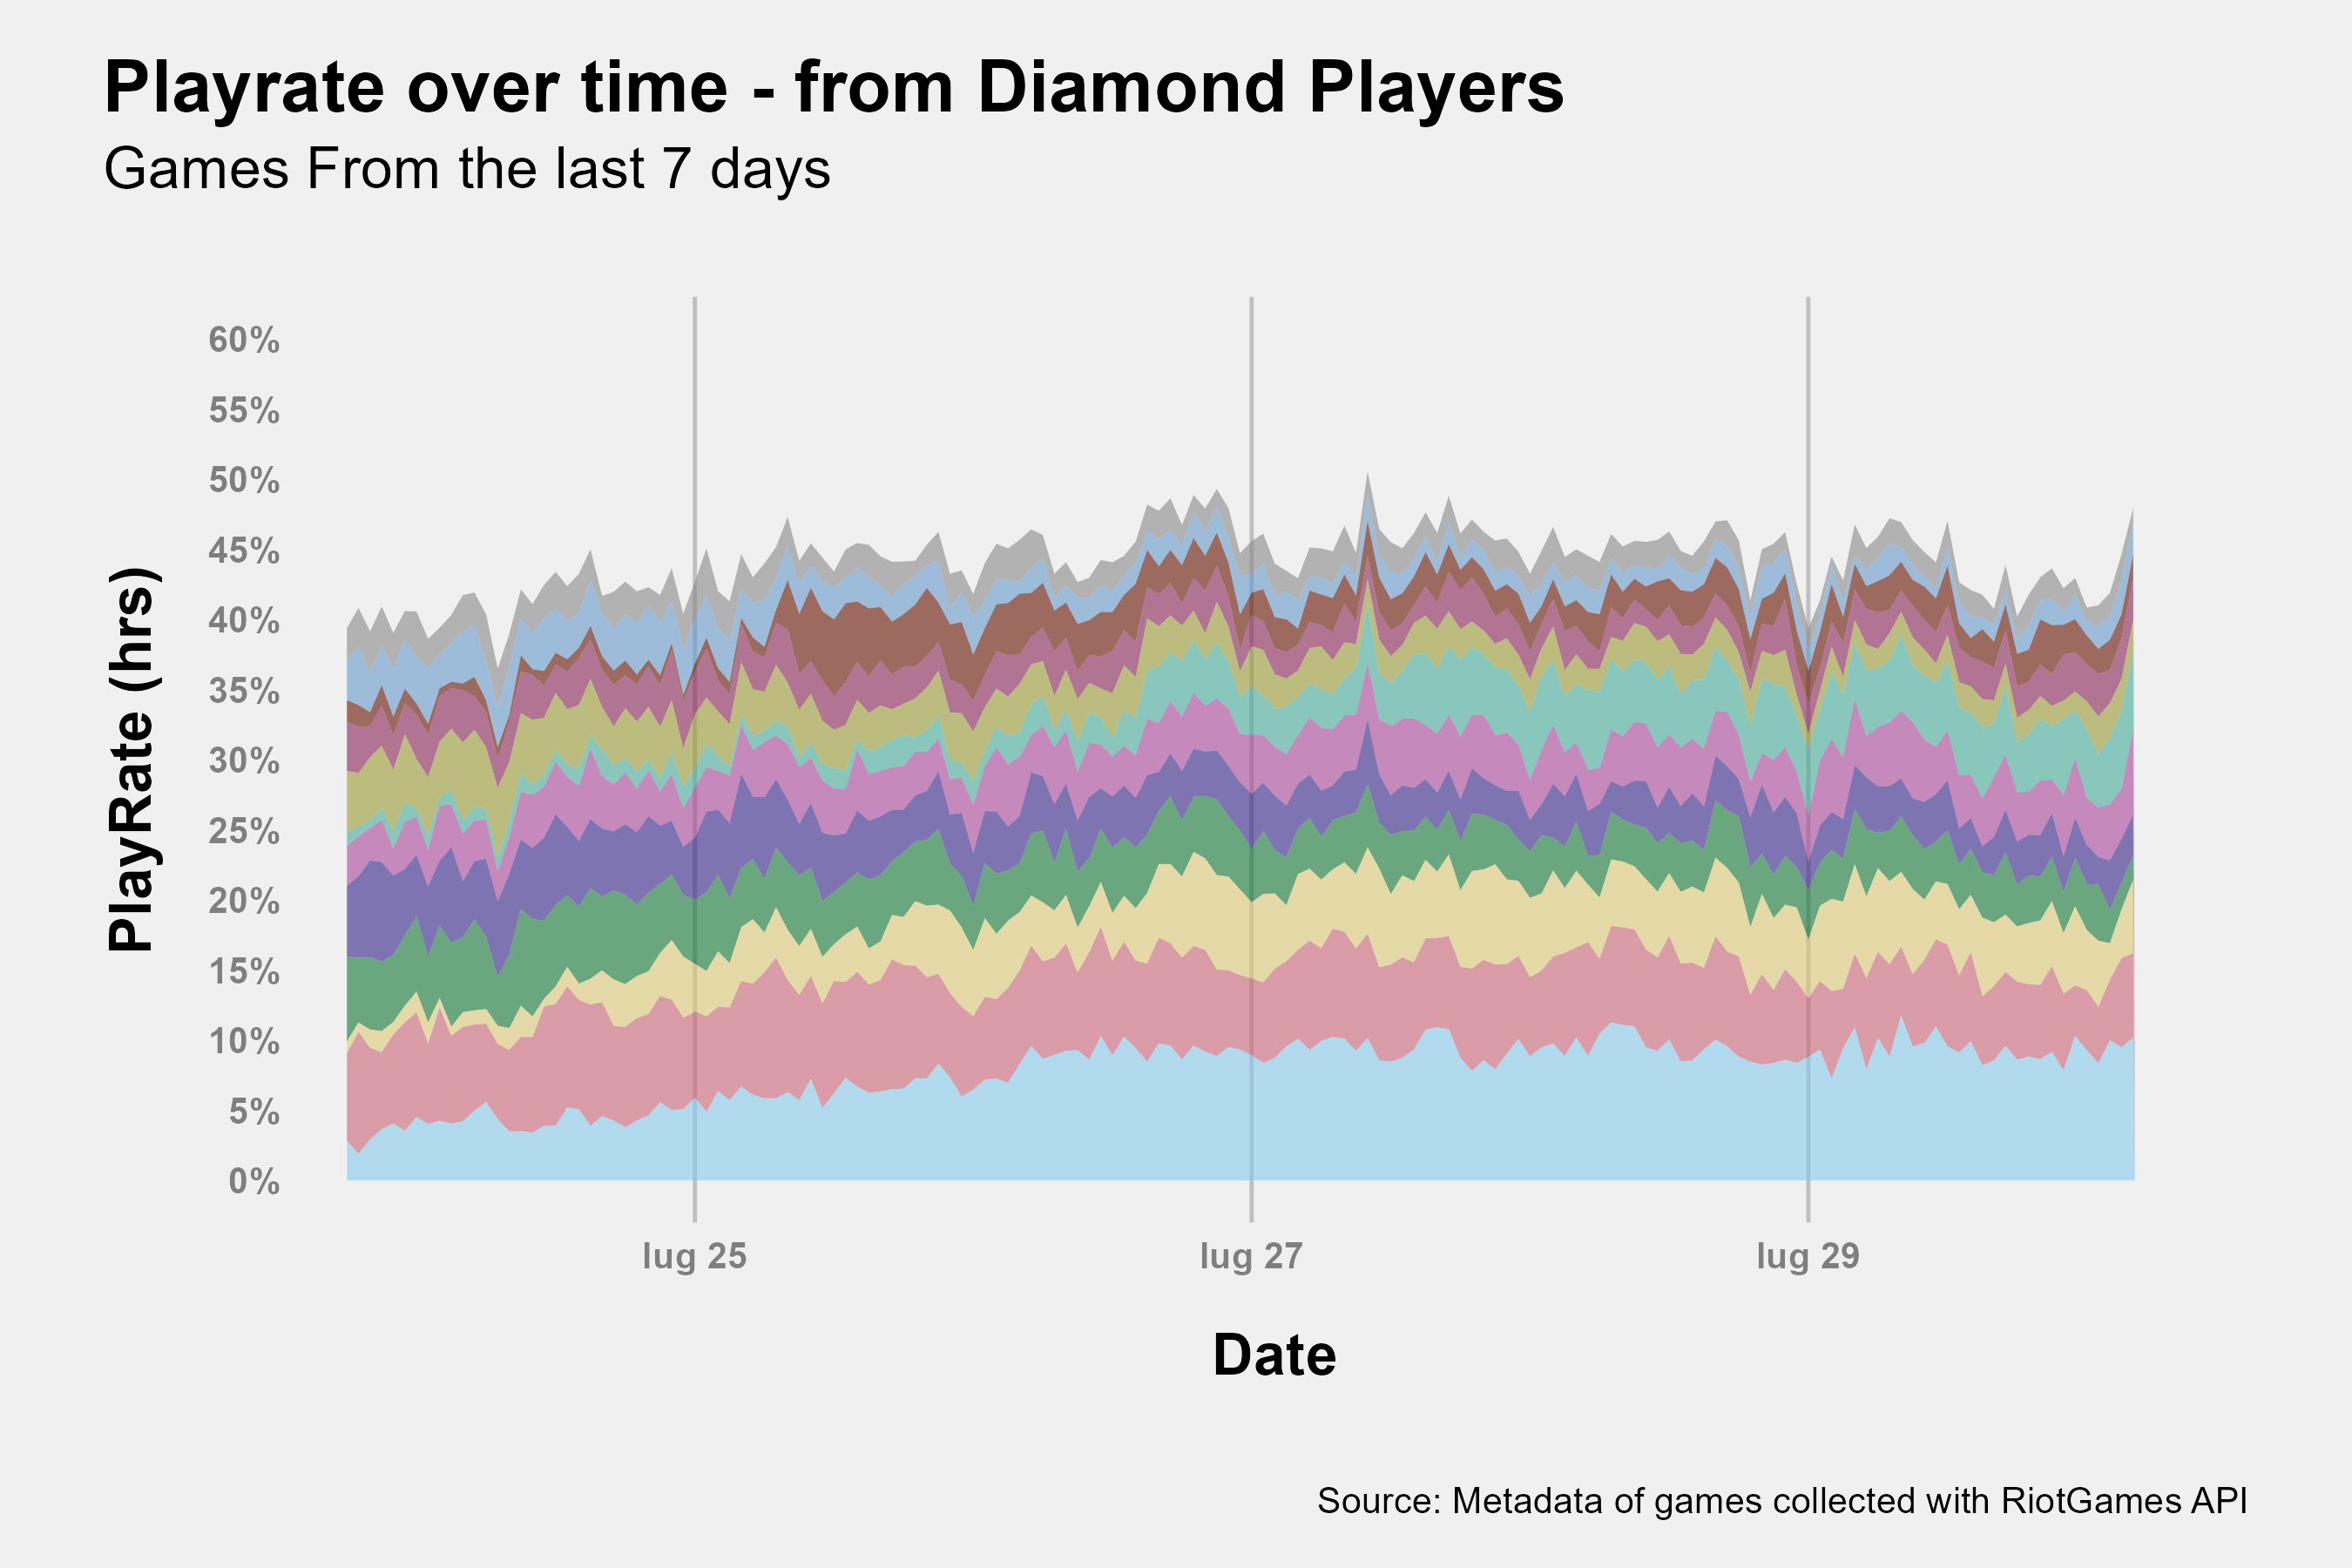 Playrate over time - from Diamond Players
Games From the last 7 days
60%
55%
50%
45%
40%
35%
30%
25%
20%
15%
10%
5%
0%
PlayRate (hrs)
lug 25
lug 27
lug 29
Date
Source: Metadata of games collected with RiotGames API